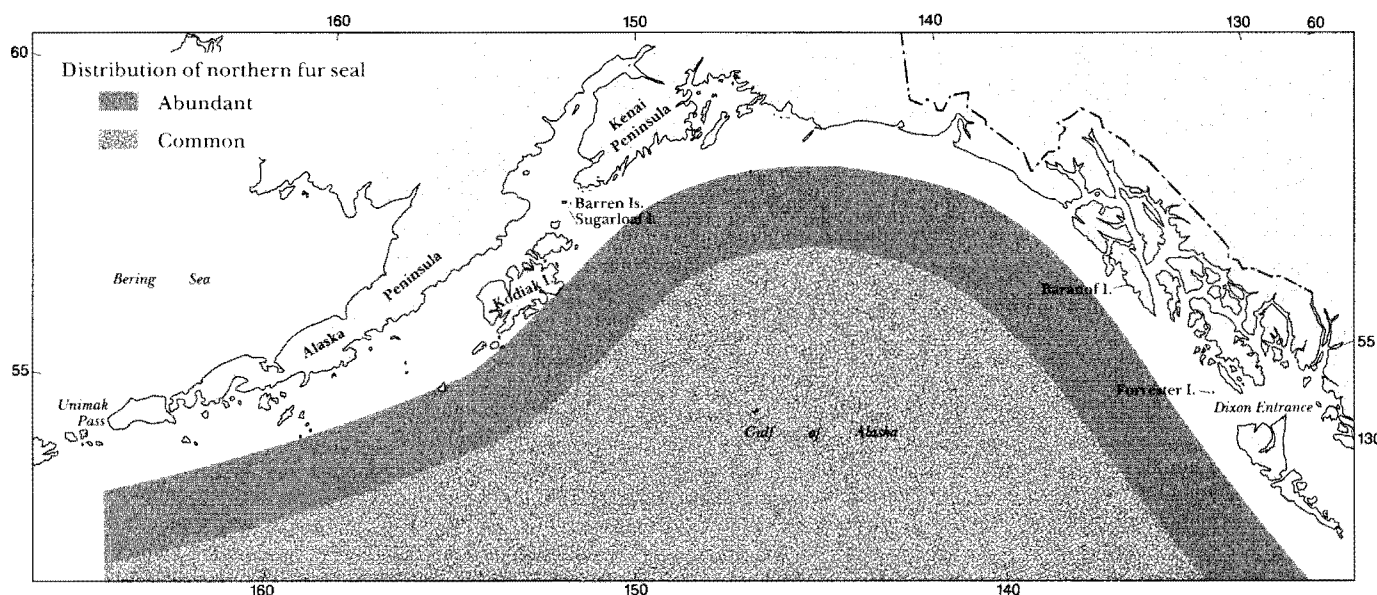 160
150
140
130
60
60
Distribution of northern fur seal
Abundant
Common
Kenai
Peninsula
Barren Is.
Sugarloaf I.
Bering Sea
Peninsula
Kodiak I.
Baranof I.
Alaska
55
55
Unimak
Pass
Forrester I.
Dixon Entrance
Gulf of Alaska
130
160
150
140